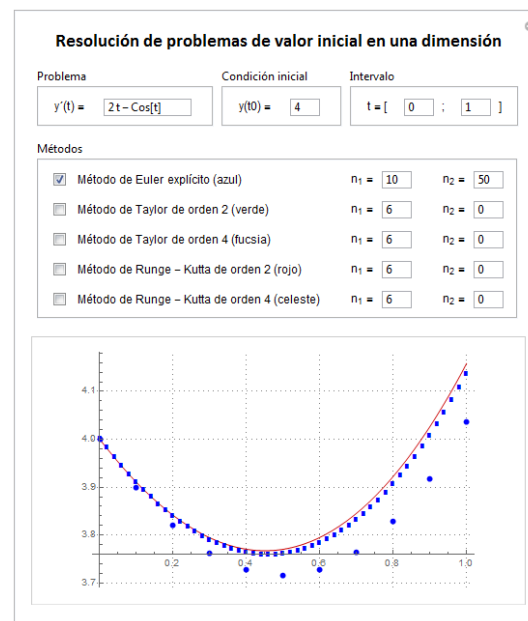 Resolución de problemas de valor inicial en una dimensión
Problema Condición inicial Intervalo
y´(t) = 2 t – Cos[t] y(t0) = 4 t = [ 0 ; 1 ]
Métodos
Método de Euler explícito (azul) n1 = 10 n2 = 50
Método de Taylor de orden 2 (verde) n1 = 6 n2 = 0
Método de Taylor de orden 4 (fucsia) n1 = 6 n2 = 0
Método de Runge – Kutta de orden 2 (rojo) n1 = 6 n2 = 0
Método de Runge – Kutta de orden 4 (celeste) n1 = 6 n2 = 0
4.1
4.0
3.9
3.8
0.2 0.4 0.6 0.8 1.0
3.7